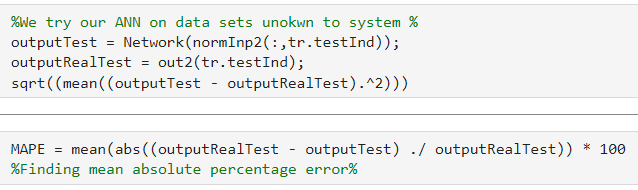 %We try our ANN on data sets unokwn to system %
outputTest = Network(normInp2(:,tr.testInd));
outputRealTest = out2(tr.testInd);
sqrt((mean((outputTest - outputRealTest).^2)))
MAPE = mean(abs((outputRealTest - outputTest) ./ outputRealTest)) * 100
%Finding mean absolute percentage error%